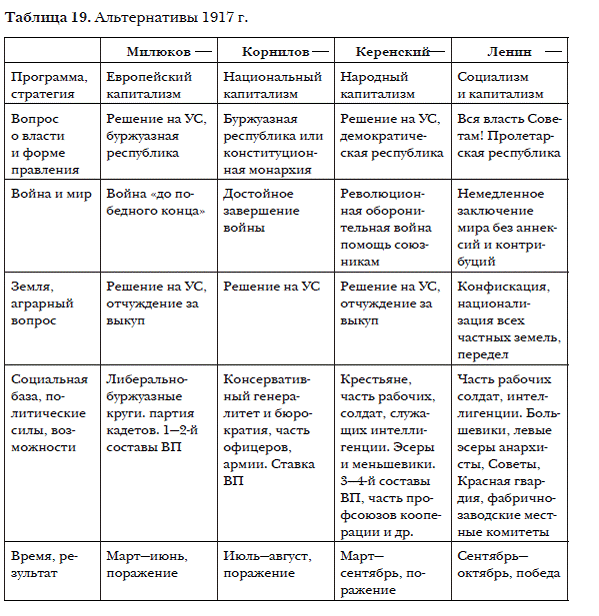 Таблица 19. Альтернативы 1917 г.
Милюков — Корнилов — Керенский— Ленин —
Программа,
стратегия
Европейский
капитализм
Национальный
капитализм
Народный
капитализм
Социализм
и капитализм
Вопрос
о власти
и форме
правления
Решение на УС,
буржуазная
республика
Буржуазная
республика или
конституцион-
ная монархия
Решение на УС,
демократиче-
ская республика
Вся власть Сове-
там! Пролетар-
ская республика
Война и мир
Война «до по-
бедного конца»
Достойное
завершение
войны
Революцион-
ная оборони-
тельная война
помощь союз-
никам
Немедленное
заключение
мира без аннек-
сий и контри-
буций
Земля,
аграрный
вопрос
Решение на УС,
отчуждение за
выкуп
Решение на УС
Решение на УС,
отчуждение за
выкуп
Конфискация,
национали-
зация всех
частных земель,
передел
Социальная
база, по-
литические
силы, воз-
можности
Либерально-
буржуазные
круги. партия
кадетов. 1—2-й
составы ВП
Консерватив-
ный генера-
литет и бюро-
кратия, часть
офицеров,
армии. Ставка
ВП
Крестьяне,
часть рабочих,
солдат, служа-
щих интелли-
генции. Эсеры
и меньшевики.
3—4-й составы
ВП, часть про-
фсоюзов коопе-
рации и др.
Часть рабочих
солдат, интел-
лигенции. Боль-
шевики, левые
эсеры анархи-
сты, Советы,
Красная гвар-
дия, фабрично-
заводские мест-
ные комитеты
Время, ре-
зультат
Март—июнь,
поражение
Июль—август,
поражение
Март—
сентябрь, по-
ражение
Сентябрь—
октябрь, победа